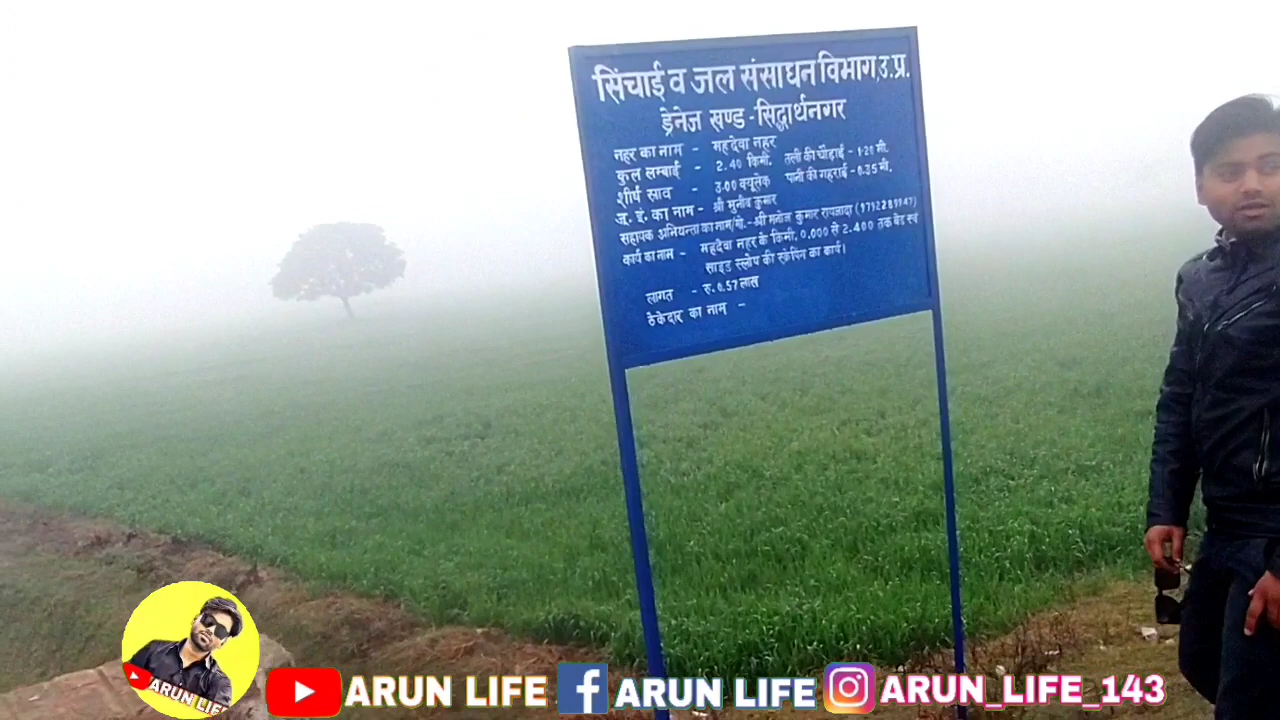 सिंचाई व जल संसाधन विभाग,उ.प्र.
ड्रेनेज खण्ड - सिद्धार्थनगर
नहर का नाम - महदेवा नहर
कुल लम्बाई - 2.40 किमी. तली की चौड़ाई - 1.20 मी.
शीर्ष स्राव - 3.00 क्यूसेक पानी की गहराई - 0.35 मी.
जू. इं. का नाम - श्री मुनीब कुमार
सहायक अभियन्ता का नाम/मो.- श्री मनोज कुमार रायजादा (9792289947)
कार्य का नाम - महदेवा नहर के किमी. 0.000 से 2.400 तक बेड एवं
साइड स्लोप की स्क्रेपिंग का कार्य।
लागत - रु. 0.57 लाख
ठेकेदार का नाम -
ARUN LIFE
ARUN LIFE
ARUN LIFE
ARUN_LIFE_143